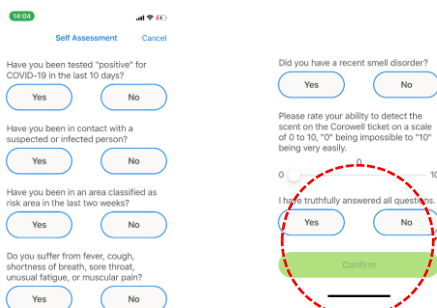 14:04
Self Assessment Cancel
Have you been tested "positive" for
COVID-19 in the last 10 days?
Yes No
Have you been in contact with a
suspected or infected person?
Yes No
Have you been in an area classified as
risk area in the last two weeks?
Yes No
Do you suffer from fever, cough,
shortness of breath, sore throat,
unusual fatigue, or muscular pain?
Yes No
Did you have a recent smell disorder?
Yes No
Please rate your ability to detect the
scent on the Corowell ticket on a scale
of 0 to 10, "0" being impossible to "10"
being very easily.
0
0 10
I have truthfully answered all questions.
Yes No
Confirm